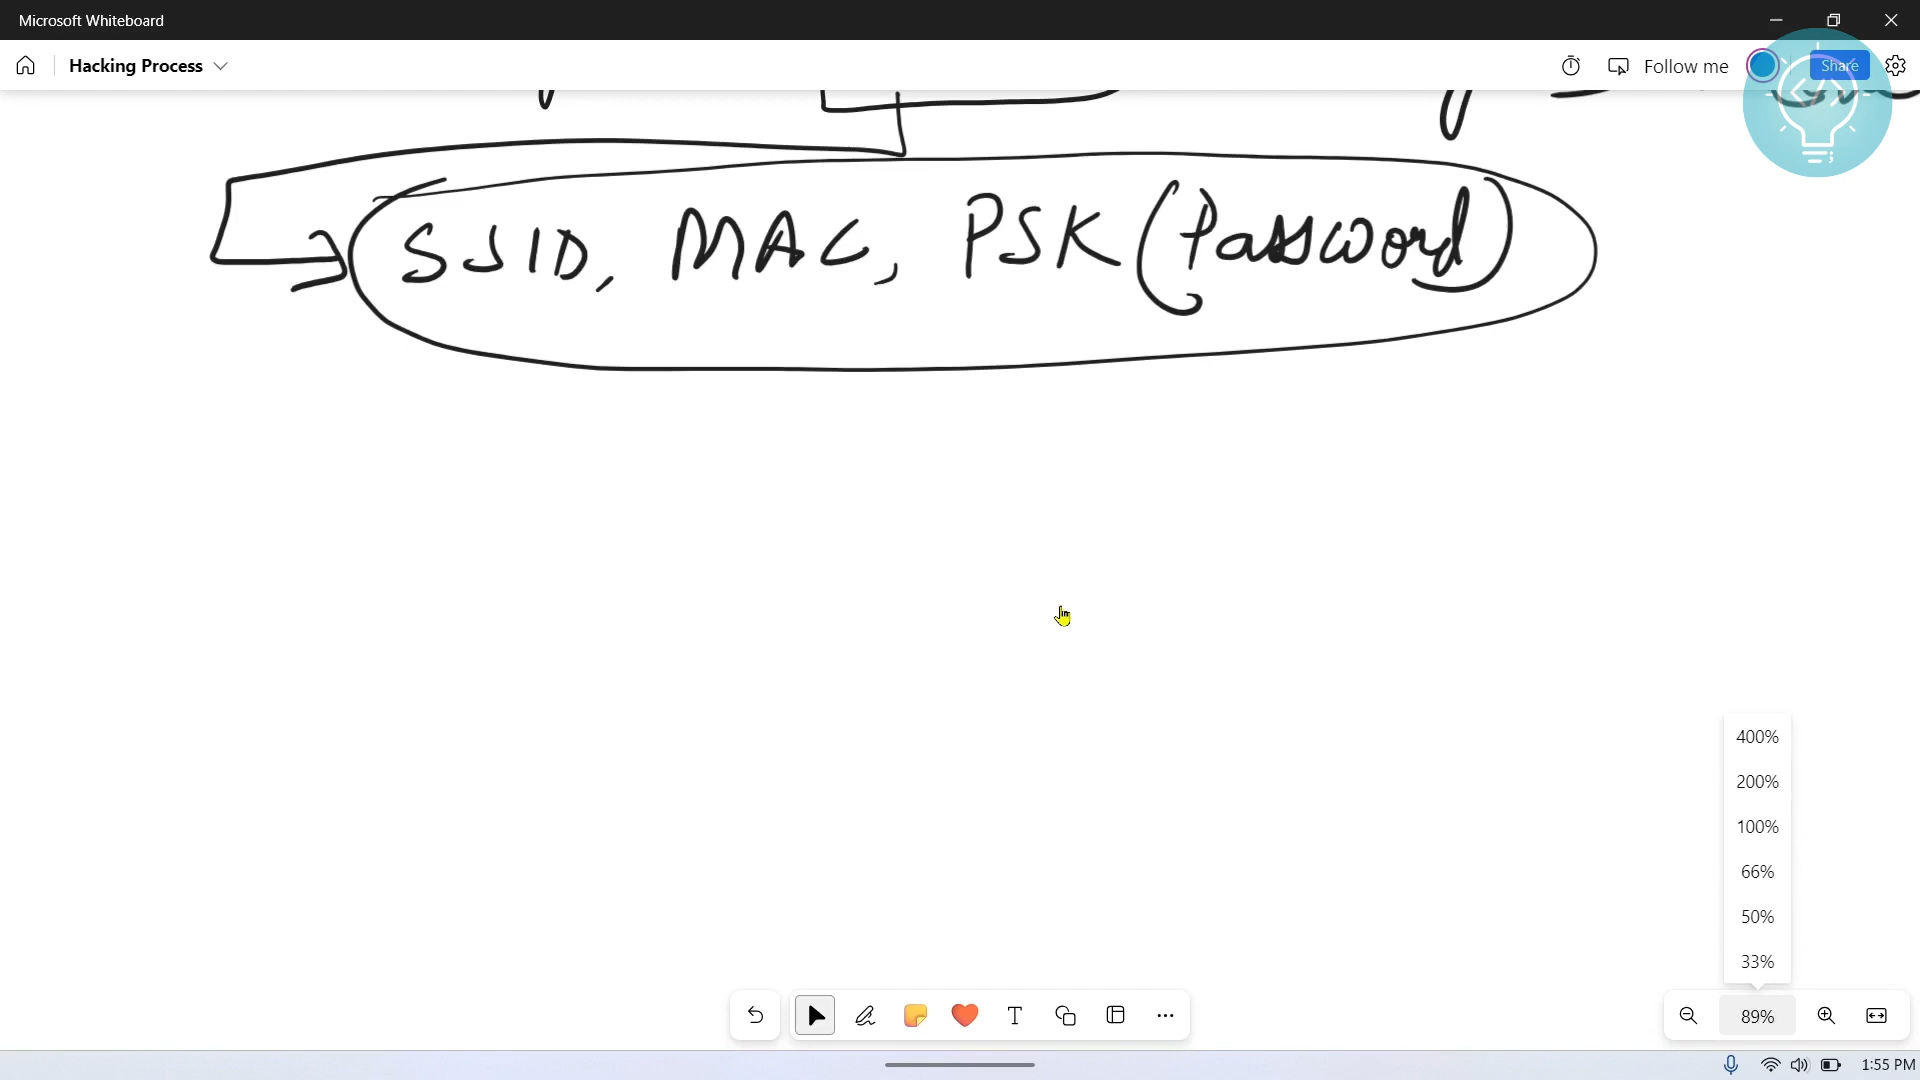 Microsoft Whiteboard
Hacking Process
Follow me
Share
SSID, MAC, PSK (Password)
400%
200%
100%
66%
50%
33%
89%
1:55 PM